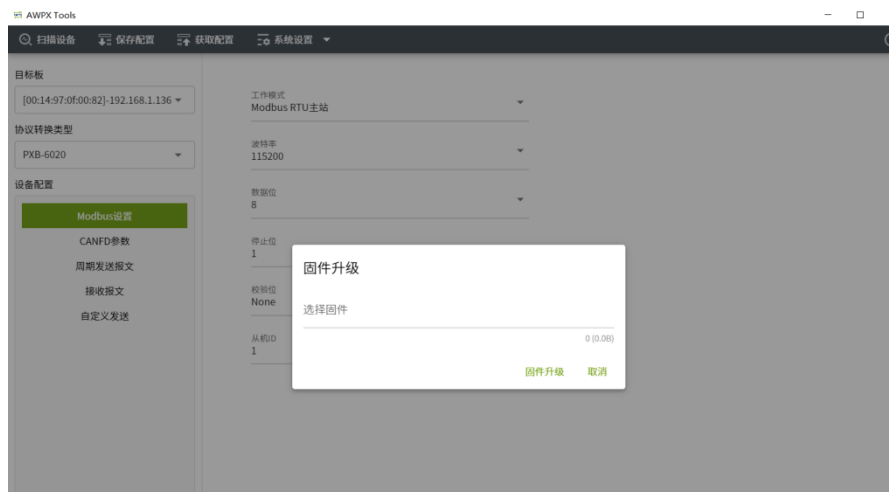 AWPX Tools
扫描设备 保存配置 获取配置 系统设置
目标板
[00:14:97:0f:00:82]-192.168.1.136
协议转换类型
PXB-6020
设备配置
Modbus设置
CANFD参数
周期发送报文
接收报文
自定义发送
工作模式
Modbus RTU主站
波特率
115200
数据位
8
停止位
1
校验位
None
从机ID
1
固件升级
选择固件
0 (0.0B)
固件升级 取消